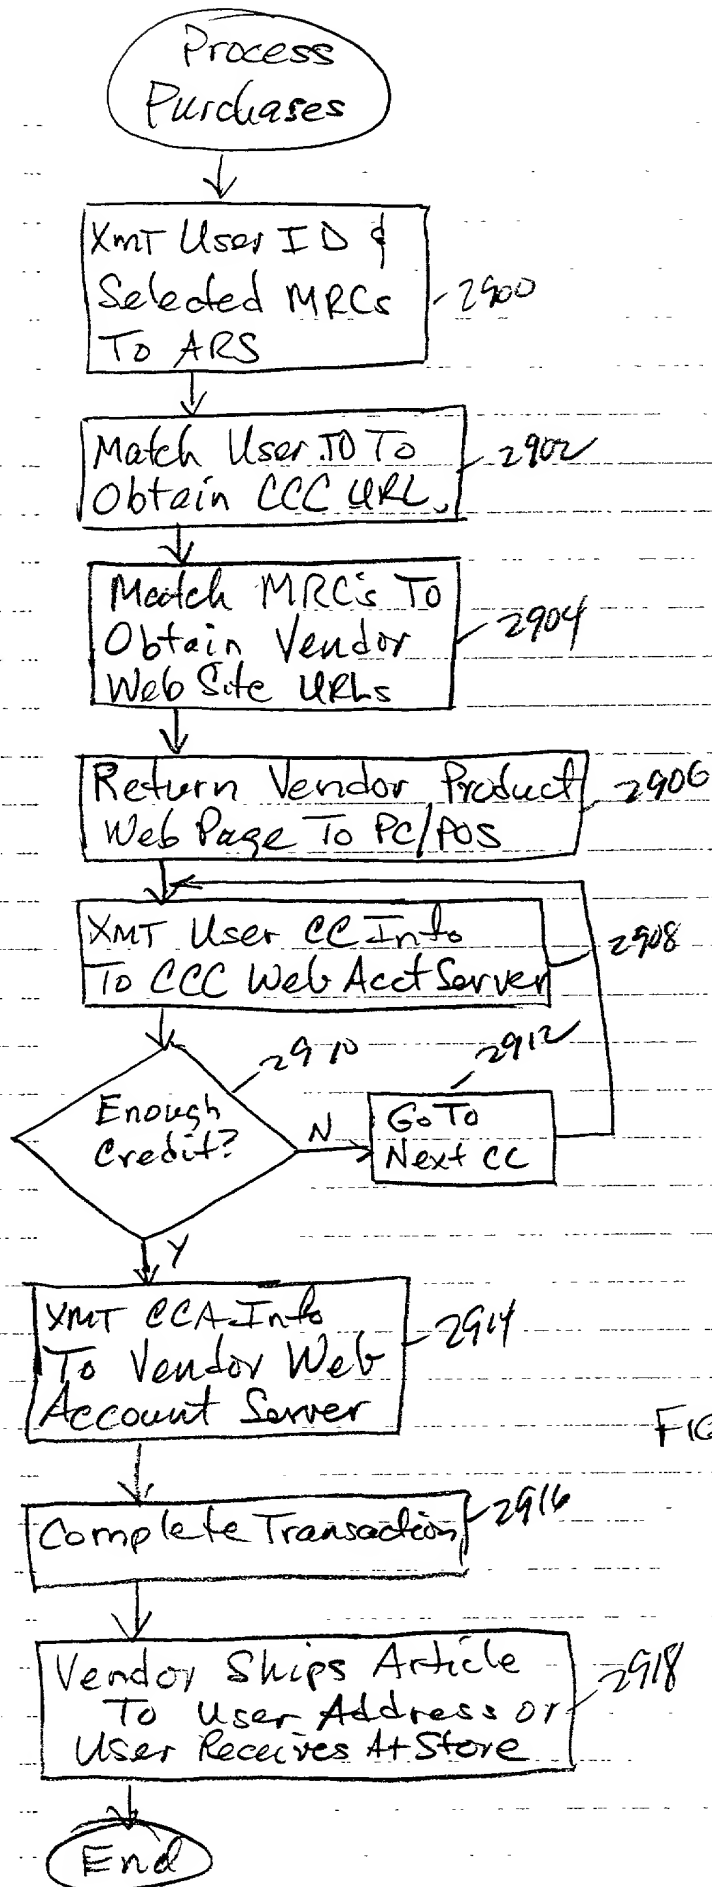 Process
Purchases
XMT User ID &
Selected MRCs
To ARS
2900
Match User ID To
Obtain CCC URL.
2902
Match MRC's To
Obtain Vendor
Web Site URLs
2904
Return Vendor Product
Web Page To PC/POS
2906
XMT User CC Info
To CCC Web Acct Server
2908
2910
2912
Enough
Credit?
N
Go To
Next CC
Y
XMT CCA Info
To Vendor Web
Account Server
2914
FIG
Complete Transaction
2916
Vendor Ships Article
To User Address or
User Receives At Store
2918
End